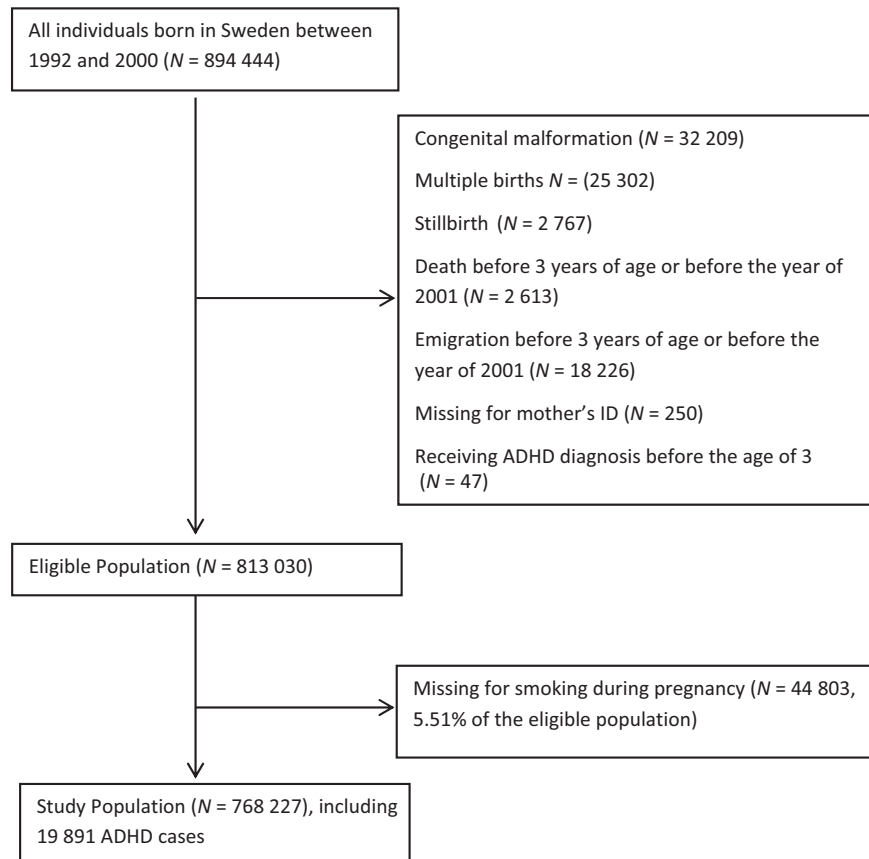 All individuals born in Sweden between
1992 and 2000 (N = 894 444)
Congenital malformation (N = 32 209)
Multiple births N = (25 302)
Stillbirth (N = 2 767)
Death before 3 years of age or before the year of
2001 (N = 2 613)
Emigration before 3 years of age or before the
year of 2001 (N = 18 226)
Missing for mother’s ID (N = 250)
Receiving ADHD diagnosis before the age of 3
(N = 47)
Eligible Population (N = 813 030)
Missing for smoking during pregnancy (N = 44 803,
5.51% of the eligible population)
Study Population (N = 768 227), including
19 891 ADHD cases